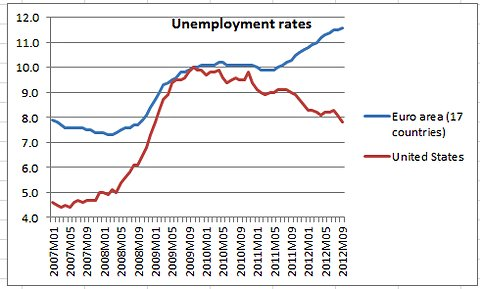 Unemployment rates
12.0
11.0
10.0
9.0
8.0
7.0
6.0
5.0
4.0
2007M01
2007M05
2007M09
2008M01
2008M05
2008M09
2009M01
2009M05
2009M09
2010M01
2010M05
2010M09
2011M01
2011M05
2011M09
2012M01
2012M05
2012M09
Euro area (17
countries)
United States